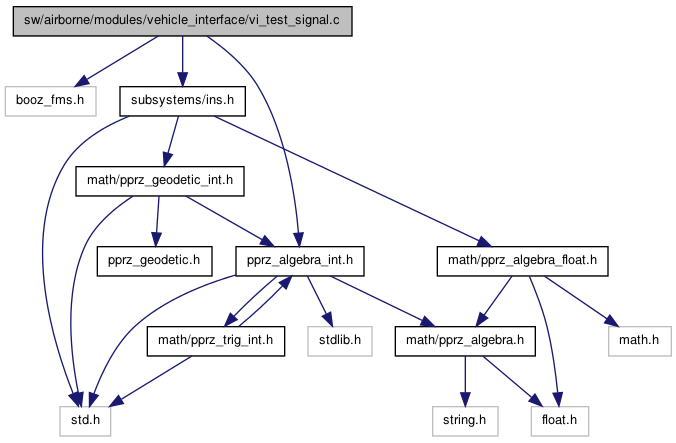 sw/airborne/modules/vehicle_interface/vi_test_signal.c
booz_fms.h
subsystems/ins.h
math/pprz_geodetic_int.h
pprz_geodetic.h
pprz_algebra_int.h
math/pprz_algebra_float.h
math/pprz_trig_int.h
stdlib.h
math/pprz_algebra.h
math.h
std.h
string.h
float.h